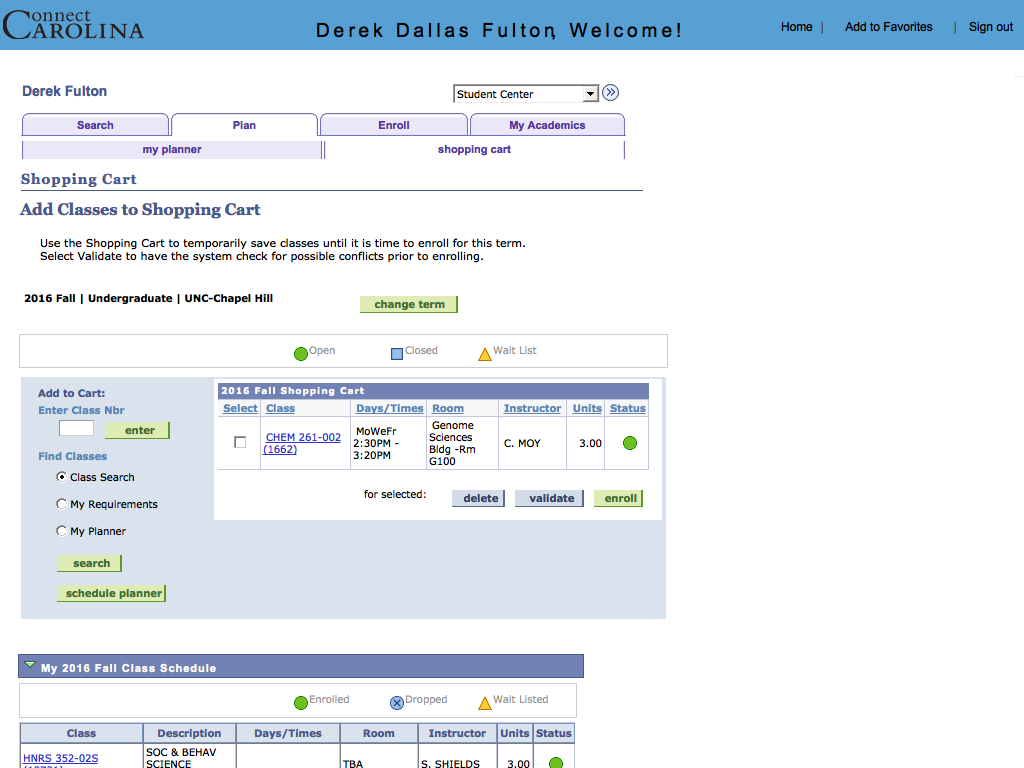 Connect
CAROLINA
Derek Dallas Fulton, Welcome!
Home | Add to Favorites | Sign out
Derek Fulton
Student Center
Search Plan Enroll My Academics
my planner shopping cart
Shopping Cart
Add Classes to Shopping Cart
Use the Shopping Cart to temporarily save classes until it is time to enroll for this term.
Select Validate to have the system check for possible conflicts prior to enrolling.
2016 Fall | Undergraduate | UNC-Chapel Hill
change term
Open Closed Wait List
Add to Cart:
Enter Class Nbr
enter
Find Classes
Class Search
My Requirements
My Planner
search
schedule planner
2016 Fall Shopping Cart
Select Class Days/Times Room Instructor Units Status
CHEM 261-002
(1662)
MoWeFr
2:30PM -
3:20PM
Genome
Sciences
Bldg -Rm
G100
C. MOY
3.00
for selected:
delete validate enroll
My 2016 Fall Class Schedule
Enrolled Dropped Wait Listed
Class Description Days/Times Room Instructor Units Status
HNRS 352-02S
SOC & BEHAV
SCIENCE
TBA
S. SHIELDS
3.00